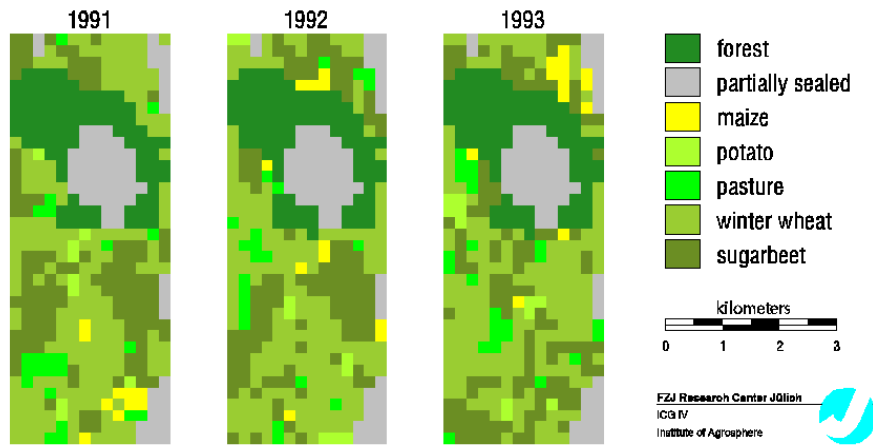 1991
1992
1993
forest
partially sealed
maize
potato
pasture
winter wheat
sugarbeet
kilometers
0 1 2 3
FZJ Research Center Jülich
ICG IV
Institute of Agrosphere